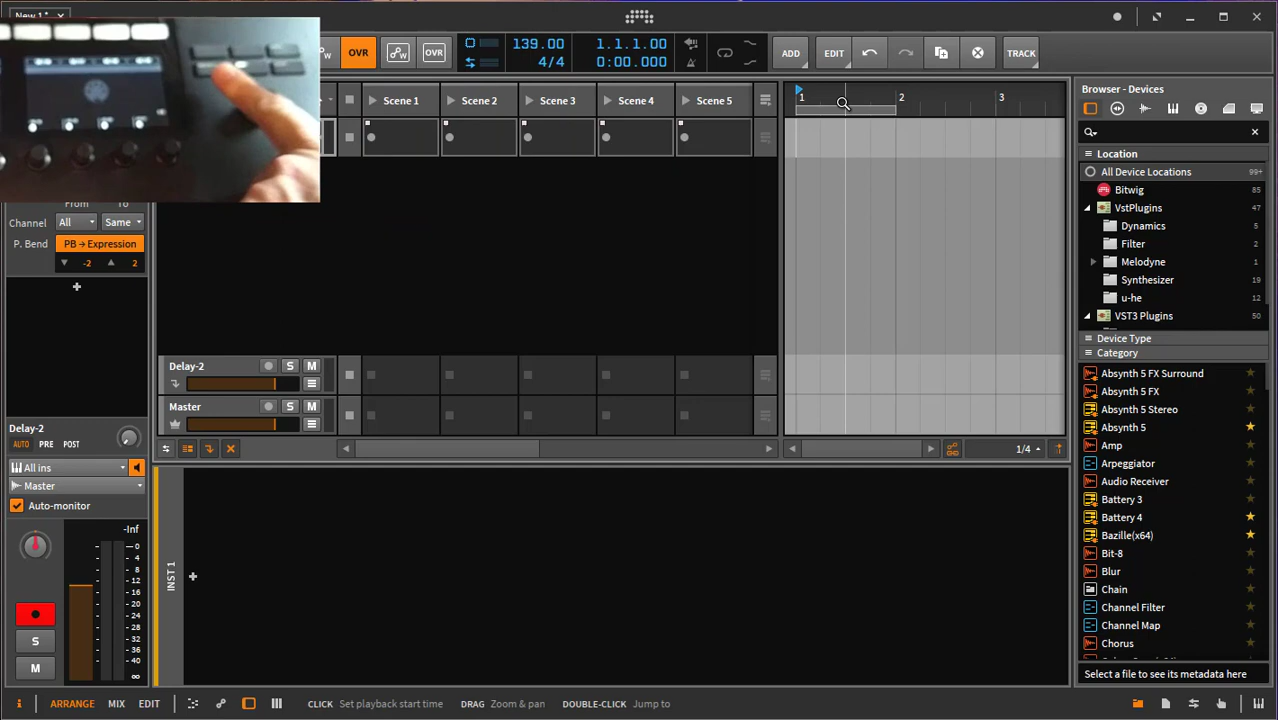 New 1 *
OVR
OVR
139.00
4/4
1.1.1.00
0:00.000
ADD
EDIT
TRACK
Scene 1
Scene 2
Scene 3
Scene 4
Scene 5
1
2
3
From
To
Channel
All
Same
P. Bend
PB → Expression
-2
2
Delay-2
S
M
Master
S
M
1/4
Delay-2
AUTO
PRE
POST
All ins
Master
Auto-monitor
-Inf
0
4
8
12
16
20
24
28
32
36
40
∞
S
M
INST 1
Browser - Devices
Location
All Device Locations 99+
Bitwig 85
VstPlugins 47
Dynamics 5
Filter 2
Melodyne 1
Synthesizer 19
u-he 12
VST3 Plugins 50
Device Type
Category
Absynth 5 FX Surround
Absynth 5 FX
Absynth 5 Stereo
Absynth 5
Amp
Arpeggiator
Audio Receiver
Battery 3
Battery 4
Bazille(x64)
Bit-8
Blur
Chain
Channel Filter
Channel Map
Chorus
Select a file to see its metadata here
ARRANGE
MIX
EDIT
CLICK Set playback start time
DRAG Zoom & pan
DOUBLE-CLICK Jump to